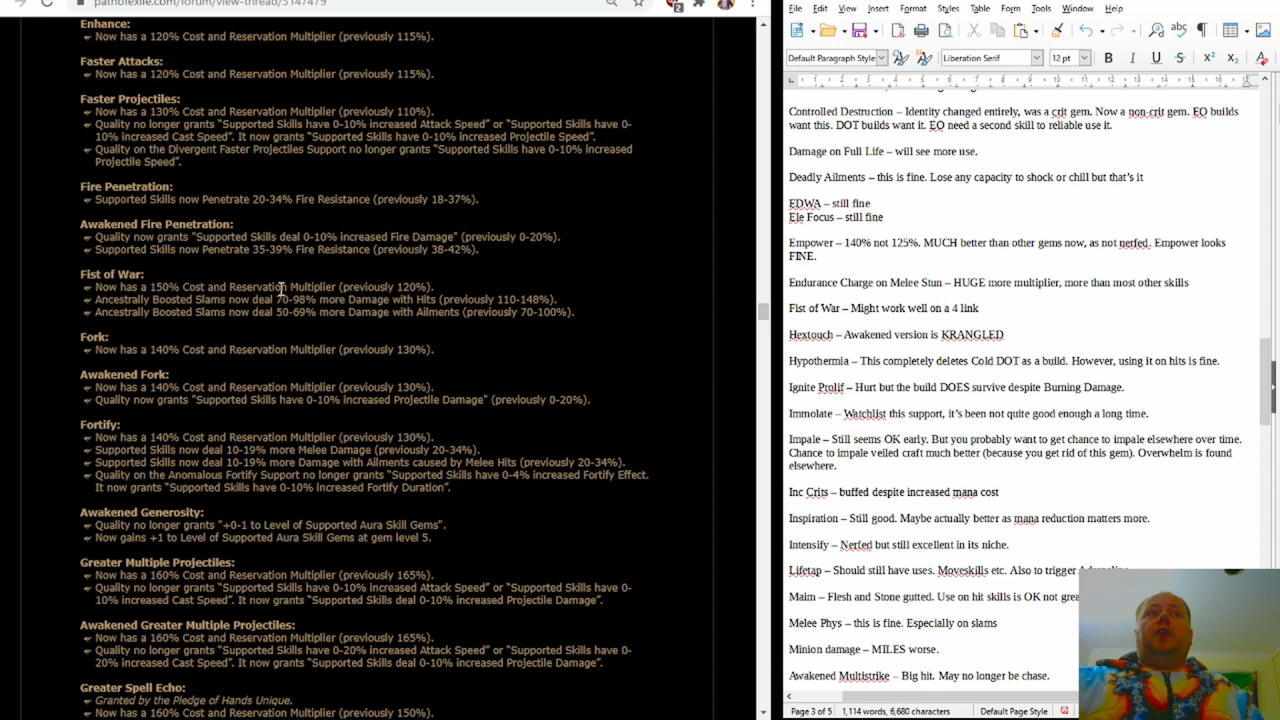 pathofexile.com/forum/view-thread/3147479
Enhance:
Now has a 120% Cost and Reservation Multiplier (previously 115%).
Faster Attacks:
Now has a 120% Cost and Reservation Multiplier (previously 115%).
Faster Projectiles:
Now has a 130% Cost and Reservation Multiplier (previously 110%).
Quality no longer grants "Supported Skills have 0-10% increased Attack Speed" or "Supported Skills have 0-
10% increased Cast Speed". It now grants "Supported Skills have 0-10% increased Projectile Speed".
Quality on the Divergent Faster Projectiles Support no longer grants "Supported Skills have 0-10% increased
Projectile Speed".
Fire Penetration:
Supported Skills now Penetrate 20-34% Fire Resistance (previously 18-37%).
Awakened Fire Penetration:
Quality now grants "Supported Skills deal 0-10% increased Fire Damage" (previously 0-20%).
Supported Skills now Penetrate 35-39% Fire Resistance (previously 38-42%).
Fist of War:
Now has a 150% Cost and Reservation Multiplier (previously 120%).
Ancestrally Boosted Slams now deal 70-98% more Damage with Hits (previously 110-148%).
Ancestrally Boosted Slams now deal 50-69% more Damage with Ailments (previously 70-100%).
Fork:
Now has a 140% Cost and Reservation Multiplier (previously 130%).
Awakened Fork:
Now has a 140% Cost and Reservation Multiplier (previously 130%).
Quality now grants "Supported Skills have 0-10% increased Projectile Damage" (previously 0-20%).
Fortify:
Now has a 140% Cost and Reservation Multiplier (previously 130%).
Supported Skills now deal 10-19% more Melee Damage (previously 20-34%).
Supported Skills now deal 10-19% more Damage with Ailments caused by Melee Hits (previously 20-34%).
Quality on the Anomalous Fortify Support no longer grants "Supported Skills have 0-4% increased Fortify Effect.
It now grants "Supported Skills have 0-10% increased Fortify Duration".
Awakened Generosity:
Quality no longer grants "+0-1 to Level of Supported Aura Skill Gems".
Now gains +1 to Level of Supported Aura Skill Gems at gem level 5.
Greater Multiple Projectiles:
Now has a 160% Cost and Reservation Multiplier (previously 165%).
Quality no longer grants "Supported Skills have 0-10% increased Attack Speed" or "Supported Skills have 0-
10% increased Cast Speed". It now grants "Supported Skills deal 0-10% increased Projectile Damage".
Awakened Greater Multiple Projectiles:
Now has a 160% Cost and Reservation Multiplier (previously 165%).
Quality no longer grants "Supported Skills have 0-20% increased Attack Speed" or "Supported Skills have 0-
20% increased Cast Speed". It now grants "Supported Skills deal 0-10% increased Projectile Damage".
Greater Spell Echo:
Granted by the Pledge of Hands Unique.
Now has a 160% Cost and Reservation Multiplier (previously 150%).
File Edit View Insert Format Styles Table Form Tools Window Help
Default Paragraph Style Liberation Serif 12 pt
Controlled Destruction – Identity changed entirely, was a crit gem. Now a non-crit gem. EO builds
want this. DOT builds want it. EO need a second skill to reliable use it.
Damage on Full Life – will see more use.
Deadly Ailments – this is fine. Lose any capacity to shock or chill but that's it
EDWA – still fine
Ele Focus – still fine
Empower – 140% not 125%. MUCH better than other gems now, as not nerfed. Empower looks
FINE.
Endurance Charge on Melee Stun – HUGE more multiplier, more than most other skills
Fist of War – Might work well on a 4 link
Hextouch – Awakened version is KRANGLED
Hypothermia – This completely deletes Cold DOT as a build. However, using it on hits is fine.
Ignite Prolif – Hurt but the build DOES survive despite Burning Damage.
Immolate – Watchlist this support, it's been not quite good enough a long time.
Impale – Still seems OK early. But you probably want to get chance to impale elsewhere over time.
Chance to impale veiled craft much better (because you get rid of this gem). Overwhelm is found
elsewhere.
Inc Crits – buffed despite increased mana cost
Inspiration – Still good. Maybe actually better as mana reduction matters more.
Intensify – Nerfed but still excellent in its niche.
Lifetap – Should still have uses. Moveskills etc. Also to trigger
Maim – Flesh and Stone gutted. Use on hit skills is OK not
Melee Phys – this is fine. Especially on slams
Minion damage – MILES worse.
Awakened Multistrike – Big hit. May no longer be chase.
Page 3 of 5 1,114 words, 6,680 characters Default Page Style